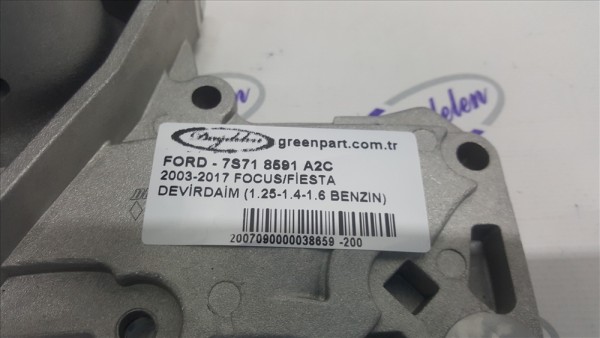 greenpart.com.tr
FORD - 7S71 8591 A2C
2003-2017 FOCUS/FİESTA
DEVİRDAİM (1.25-1.4-1.6 BENZİN)
2007090000038659 -200